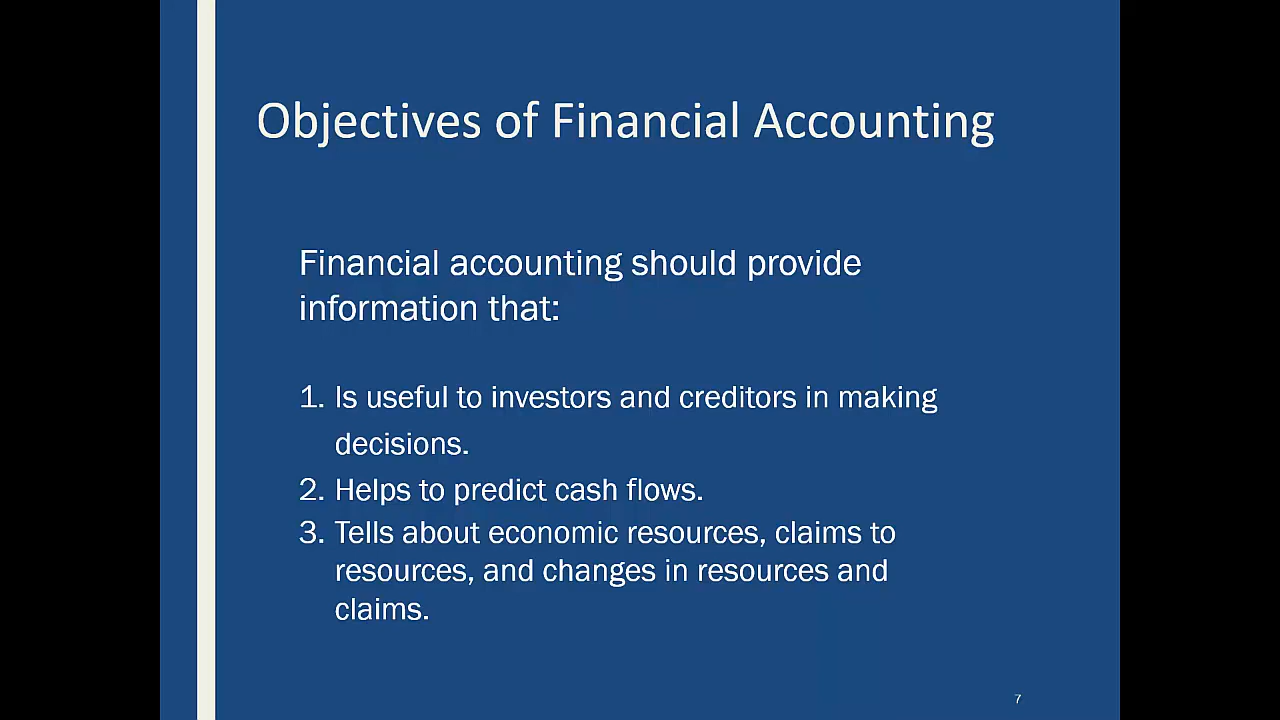 Objectives of Financial Accounting
Financial accounting should provide
information that:
1. Is useful to investors and creditors in making
decisions.
2. Helps to predict cash flows.
3. Tells about economic resources, claims to
resources, and changes in resources and
claims.
7